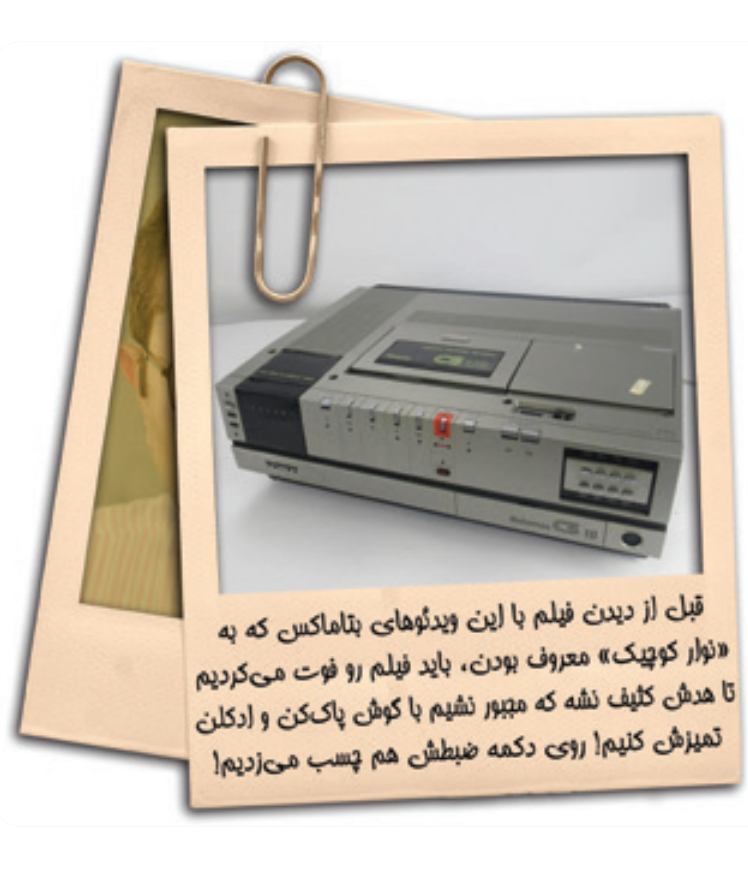 قبل از دیدن فیلم با این ویدئوهای بتاماکس که به
«نوار کوچیک» معروف بودن، باید فیلم رو فوت می‌کردیم
تا هدش کثیف نشه که مجبور نشیم با گوش پاک‌کن و ادکلن
تمیزش کنیم! روی دکمه ضبطش هم چسب می‌زدیم!